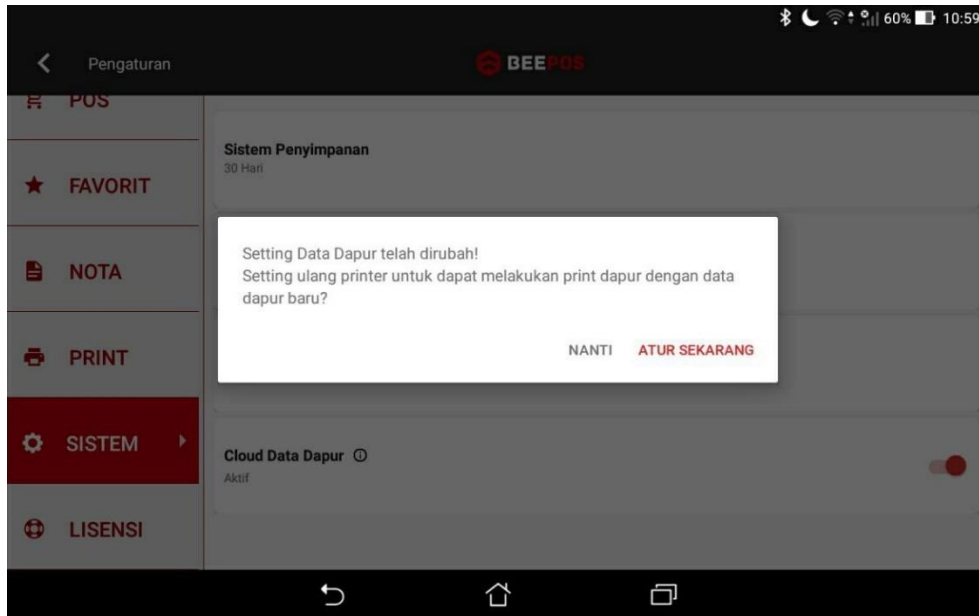 60% 10:59
Pengaturan
BEEPOS
POS
FAVORIT
NOTA
PRINT
SISTEM
LISENSI
Sistem Penyimpanan
30 Hari
Setting Data Dapur telah dirubah!
Setting ulang printer untuk dapat melakukan print dapur dengan data
dapur baru?
NANTI ATUR SEKARANG
Cloud Data Dapur
Aktif